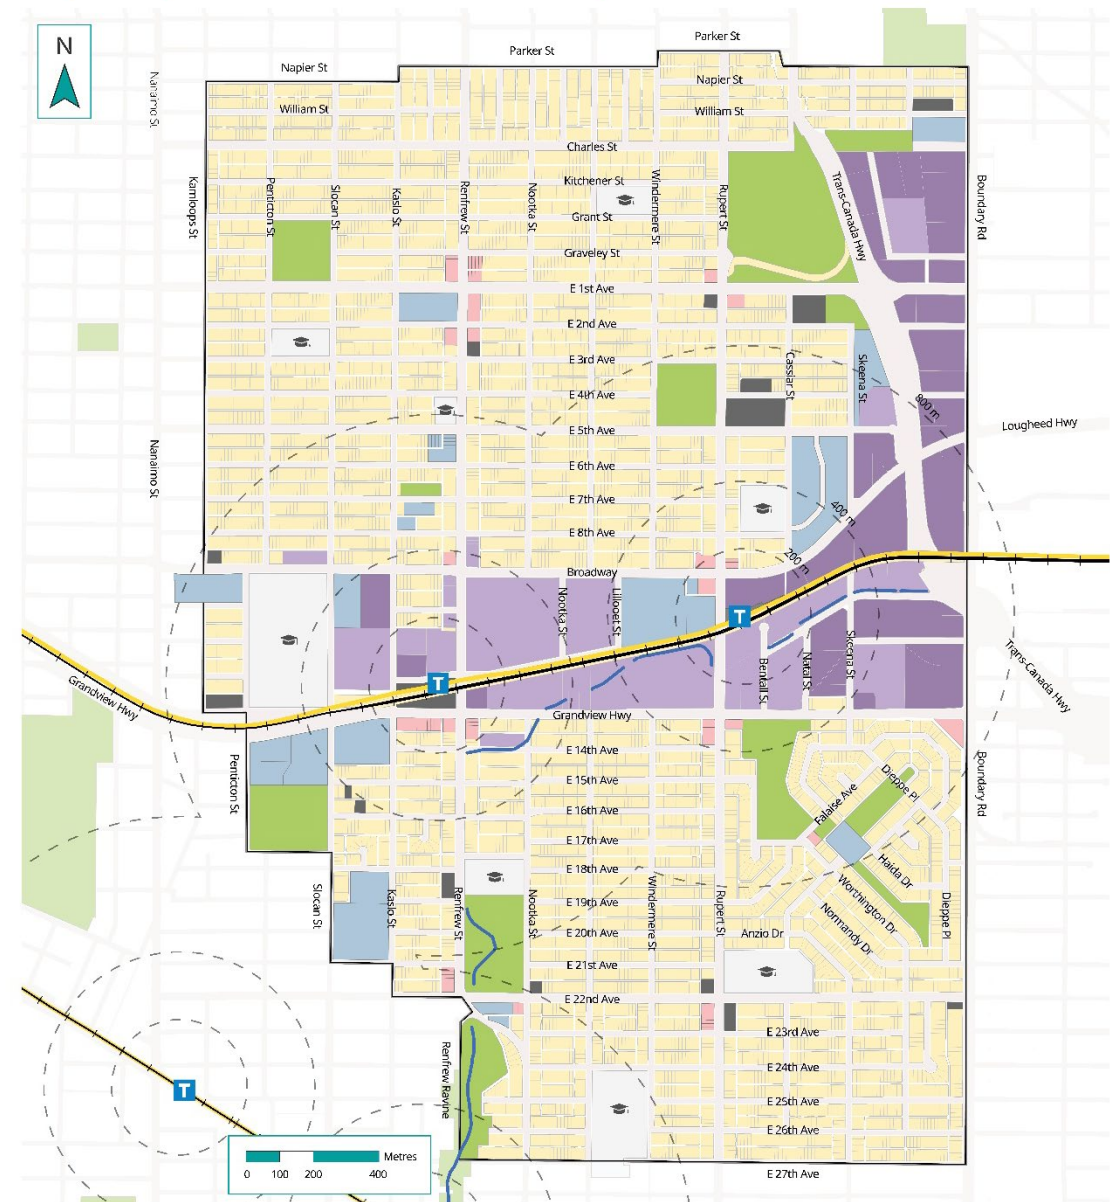 N
Parker St
Parker St
Napier St
Napier St
Nanaimo St
William St
William St
Charles St
Kitchener St
Kamloops St
Penticton St
Slocan St
Kaslo St
Renfrew St
Nootka St
Windermere St
Rupert St
Trans-Canada Hwy
Boundary Rd
Grant St
Graveley St
E 1st Ave
E 2nd Ave
E 3rd Ave
Cassiar St
Skeena St
E 4th Ave
800 m
Lougheed Hwy
E 5th Ave
Nanaimo St
E 6th Ave
E 7th Ave
400 m
E 8th Ave
200 m
Broadway
Nootka St
Lillooet St
T
Bentall St
Natal St
Skeena St
Trans-Canada Hwy
T
Grandview Hwy
Grandview Hwy
E 14th Ave
Penticton St
Boundary Rd
E 15th Ave
Dieppe Pl
Falaise Ave
E 16th Ave
E 17th Ave
E 18th Ave
Haida Dr
Slocan St
Kaslo St
Renfrew St
Nootka St
Windermere St
Rupert St
Worthington Dr
Dieppe Pl
E 19th Ave
Normandy Dr
E 20th Ave
Anzio Dr
E 21st Ave
E 22nd Ave
E 23rd Ave
Renfrew Ravine
E 24th Ave
T
E 25th Ave
E 26th Ave
Metres
0 100 200 400
E 27th Ave